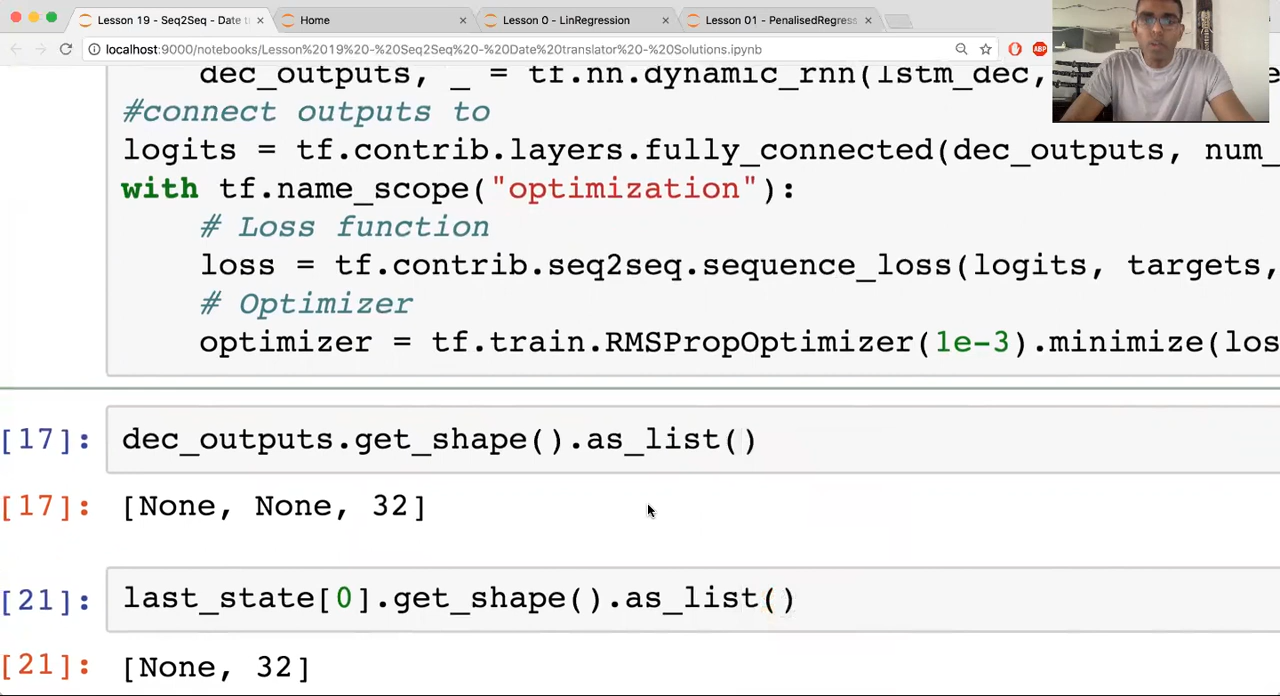 Lesson 19 - Seq2Seq - Date t
Home
Lesson 0 - LinRegression
Lesson 01 - PenalisedRegress
localhost:9000/notebooks/Lesson%2019%20-%20Seq2Seq%20-%20Date%20translator%20-%20Solutions.ipynb
ABP
dec_outputs, _ = tf.nn.dynamic_rnn(lstm_dec,
#connect outputs to
logits = tf.contrib.layers.fully_connected(dec_outputs, num_
with tf.name_scope("optimization"):
# Loss function
loss = tf.contrib.seq2seq.sequence_loss(logits, targets,
# Optimizer
optimizer = tf.train.RMSPropOptimizer(1e-3).minimize(los
[17]: dec_outputs.get_shape().as_list()
[17]: [None, None, 32]
[21]: last_state[0].get_shape().as_list()
[21]: [None, 32]